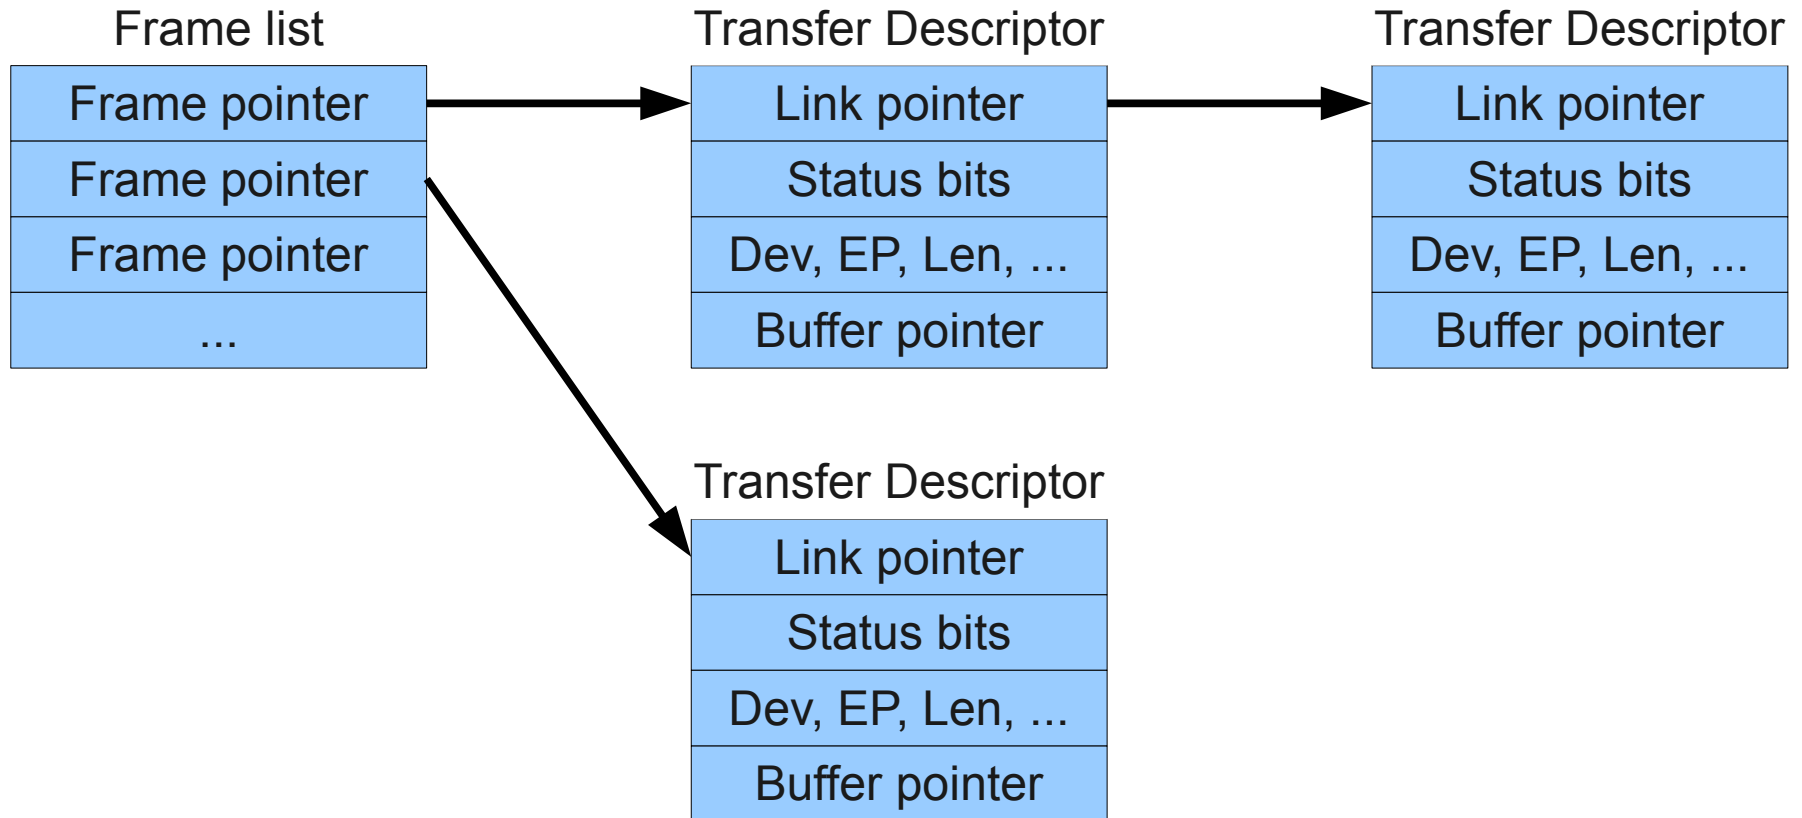 Frame list
Frame pointer
Frame pointer
Frame pointer
...
Transfer Descriptor
Link pointer
Status bits
Dev, EP, Len, ...
Buffer pointer
Transfer Descriptor
Link pointer
Status bits
Dev, EP, Len, ...
Buffer pointer
Transfer Descriptor
Link pointer
Status bits
Dev, EP, Len, ...
Buffer pointer